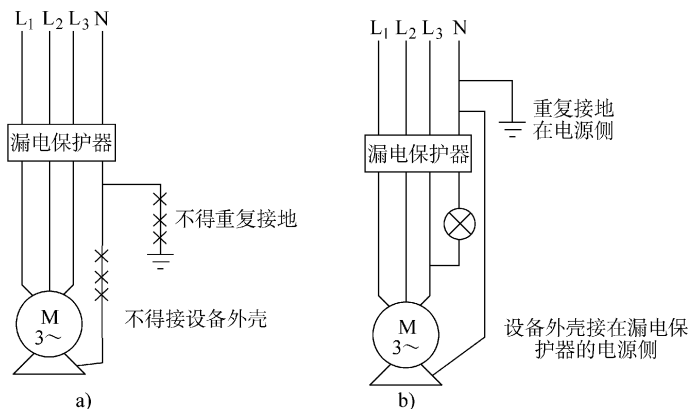 L₁ L₂ L₃ N
漏电保护器
不得重复接地
不得接设备外壳
M
3～
a)
L₁ L₂ L₃ N
重复接地
在电源侧
漏电保护器
M
3～
设备外壳接在漏电保
护器的电源侧
b)